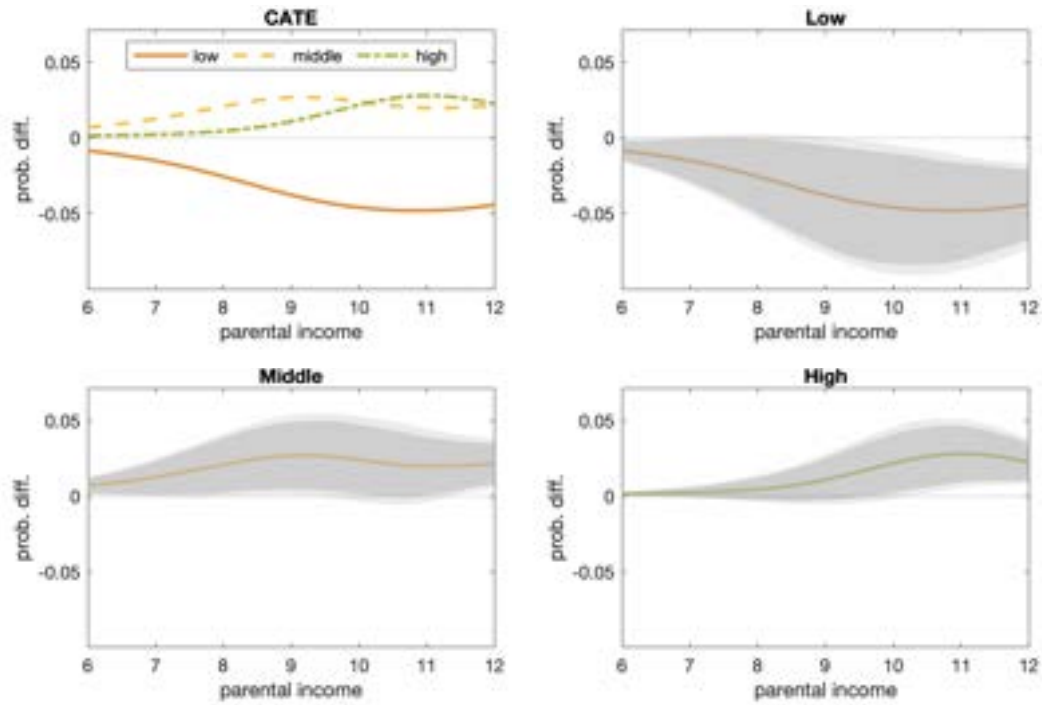 CATE
low middle high
0.05
0
-0.05
prob. diff.
6 7 8 9 10 11 12
parental income
Low
0.05
0
-0.05
prob. diff.
6 7 8 9 10 11 12
parental income
Middle
0.05
0
-0.05
prob. diff.
6 7 8 9 10 11 12
parental income
High
0.05
0
-0.05
prob. diff.
6 7 8 9 10 11 12
parental income